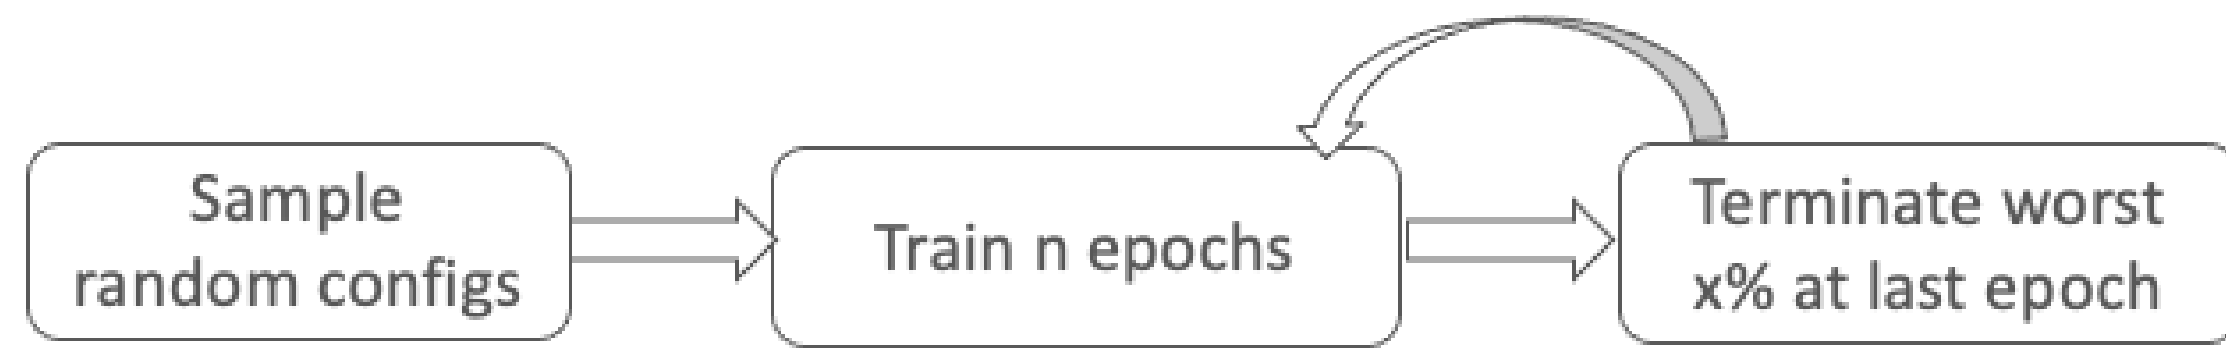 Sample
random configs
Train n epochs
Terminate worst
x% at last epoch